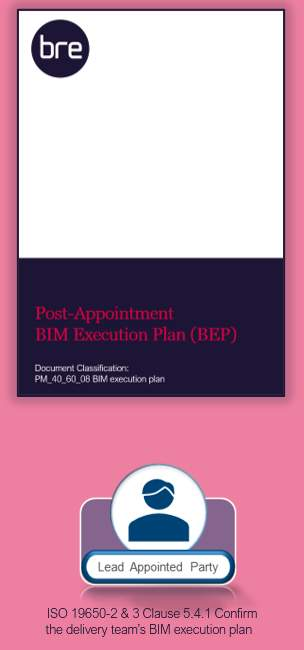 bre
Post-Appointment
BIM Execution Plan (BEP)
Document Classification:
PM_40_60_08 BIM execution plan
Lead Appointed Party
ISO 19650-2 & 3 Clause 5.4.1 Confirm
the delivery team's BIM execution plan